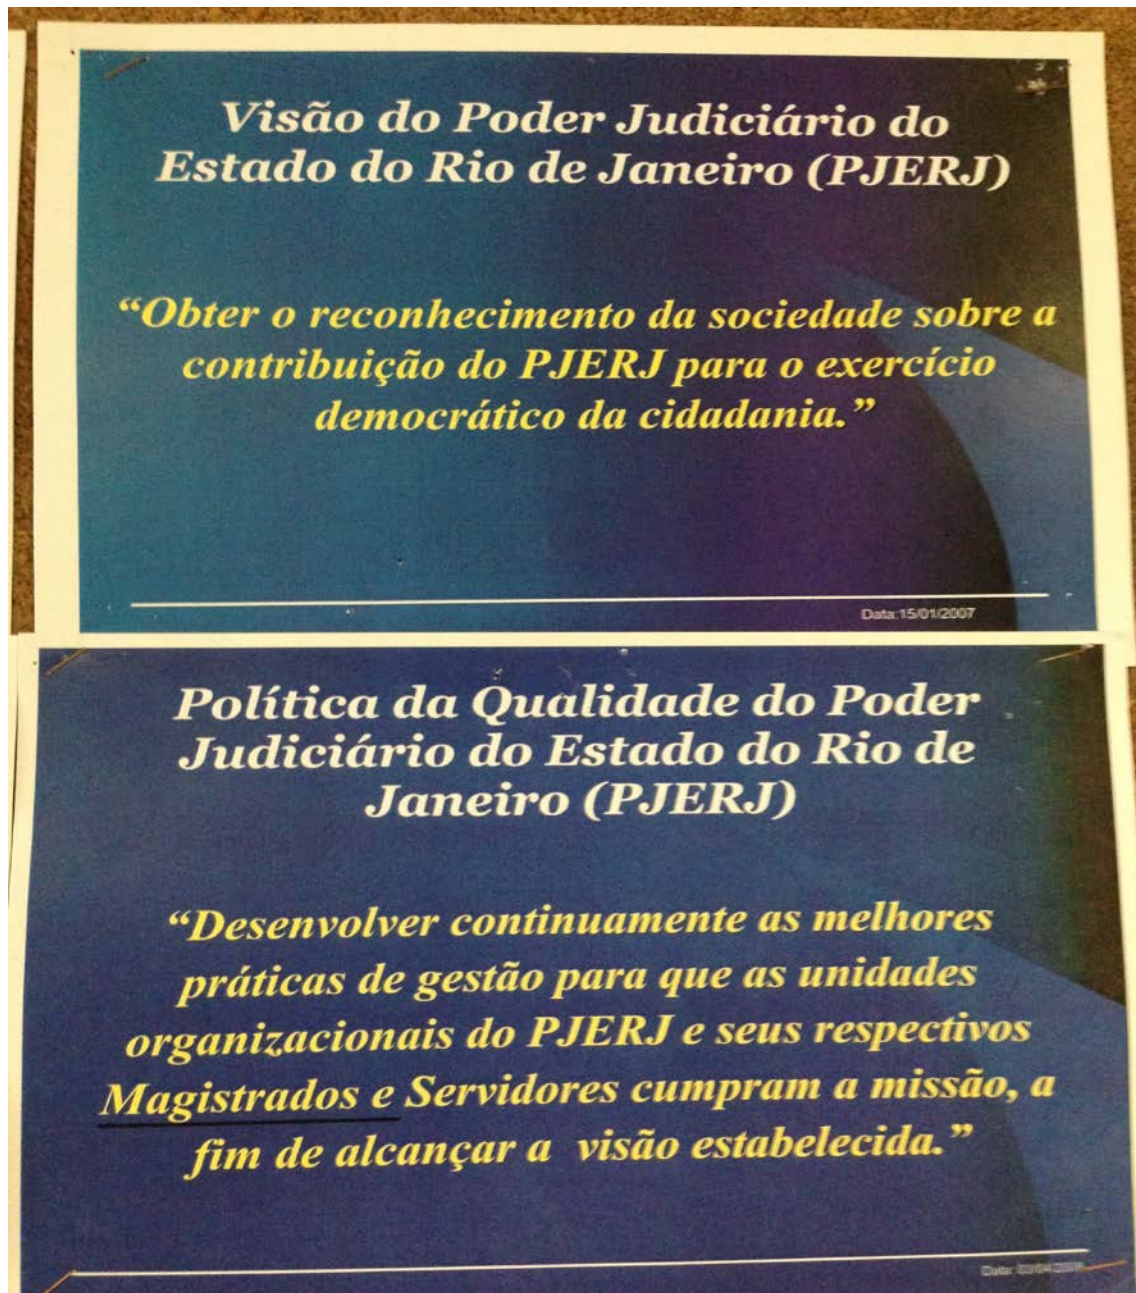 Visão do Poder Judiciário do
Estado do Rio de Janeiro (PJERJ)
“Obter o reconhecimento da sociedade sobre a
contribuição do PJERJ para o exercício
democrático da cidadania.”
Data:15/01/2007
Política da Qualidade do Poder
Judiciário do Estado do Rio de
Janeiro (PJERJ)
“Desenvolver continuamente as melhores
práticas de gestão para que as unidades
organizacionais do PJERJ e seus respectivos
Magistrados e Servidores cumpram a missão, a
fim de alcançar a visão estabelecida.”
Data: